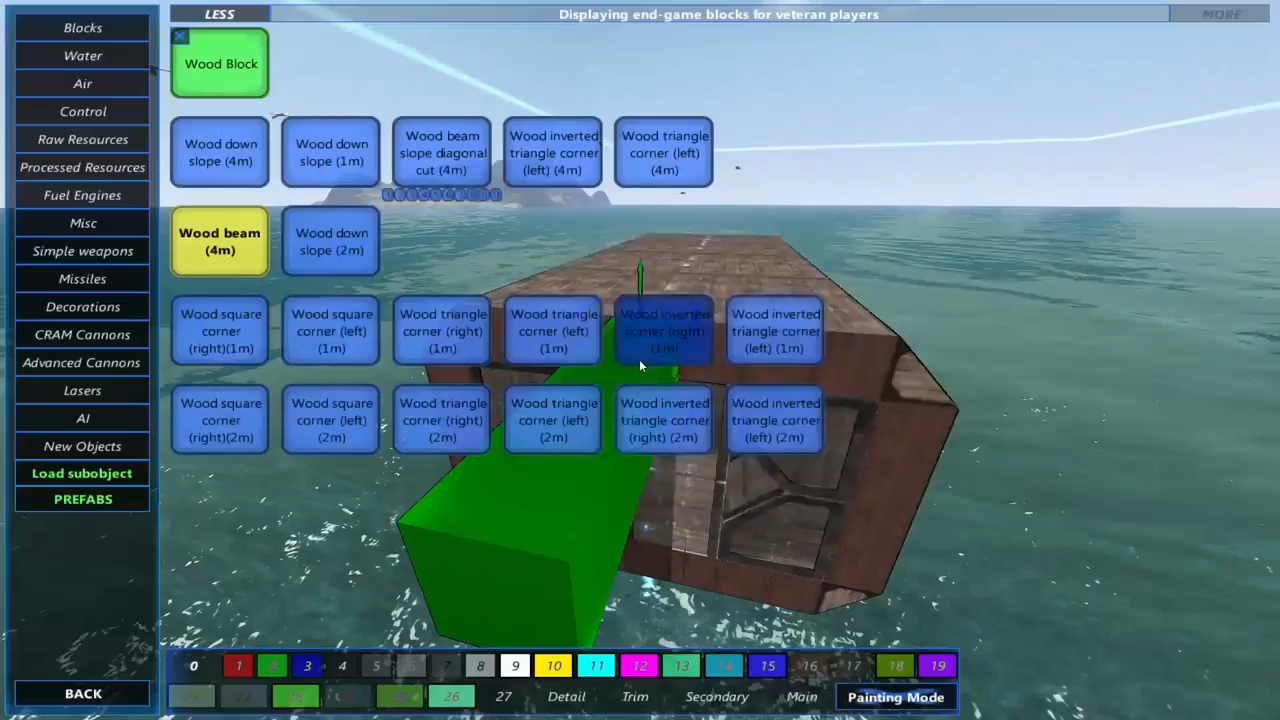 LESS
Displaying end-game blocks for veteran players
MORE
Blocks
Water
Air
Control
Raw Resources
Processed Resources
Fuel Engines
Misc
Simple weapons
Missiles
Decorations
CRAM Cannons
Advanced Cannons
Lasers
AI
New Objects
Load subobject
PREFABS
BACK
Wood Block
Wood down
slope (4m)
Wood down
slope (1m)
Wood beam
slope diagonal
cut (4m)
Wood inverted
triangle corner
(left) (4m)
Wood triangle
corner (left)
(4m)
Wood beam
(4m)
Wood down
slope (2m)
Wood square
corner
(right)(1m)
Wood square
corner (left)
(1m)
Wood triangle
corner (right)
(1m)
Wood triangle
corner (left)
(1m)
Wood inverted
corner (right)
(1m)
Wood inverted
triangle corner
(left) (1m)
Wood square
corner
(right)(2m)
Wood square
corner (left)
(2m)
Wood triangle
corner (right)
(2m)
Wood triangle
corner (left)
(2m)
Wood inverted
triangle corner
(right) (2m)
Wood inverted
triangle corner
(left) (2m)
0 1 2 3 4 5 6 7 8 9 10 11 12 13 14 15 16 17 18 19
26 27 Detail Trim Secondary Main Painting Mode